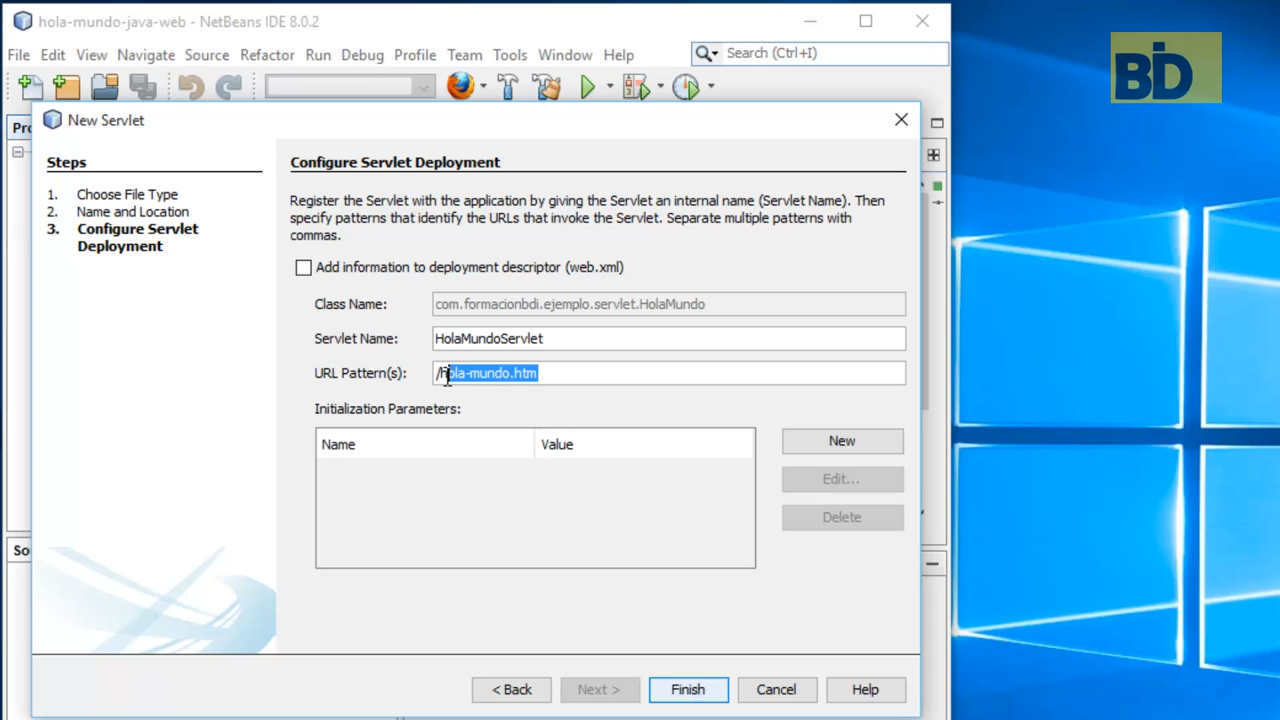 hola-mundo-java-web - NetBeans IDE 8.0.2
File Edit View Navigate Source Refactor Run Debug Profile Team Tools Window Help
Search (Ctrl+I)
BD
New Servlet
Steps
1. Choose File Type
2. Name and Location
3. Configure Servlet
Deployment
Configure Servlet Deployment
Register the Servlet with the application by giving the Servlet an internal name (Servlet Name). Then
specify patterns that identify the URLs that invoke the Servlet. Separate multiple patterns with
commas.
Add information to deployment descriptor (web.xml)
Class Name: com.formacionbdi.ejemplo.servlet.HolaMundo
Servlet Name: HolaMundoServlet
URL Pattern(s): /hola-mundo.htm
Initialization Parameters:
Name Value
New
Edit...
Delete
< Back Next > Finish Cancel Help